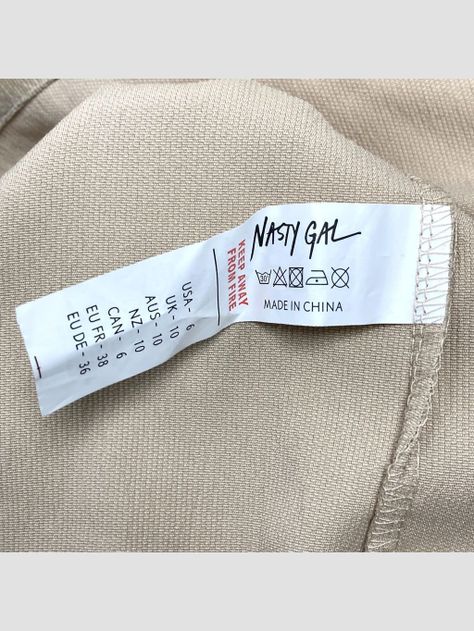 NASTY GAL
MADE IN CHINA
KEEP AWAY
FROM FIRE
USA - 6
UK - 10
AUS - 10
NZ - 10
CAN - 6
EU FR - 38
EU DE - 36